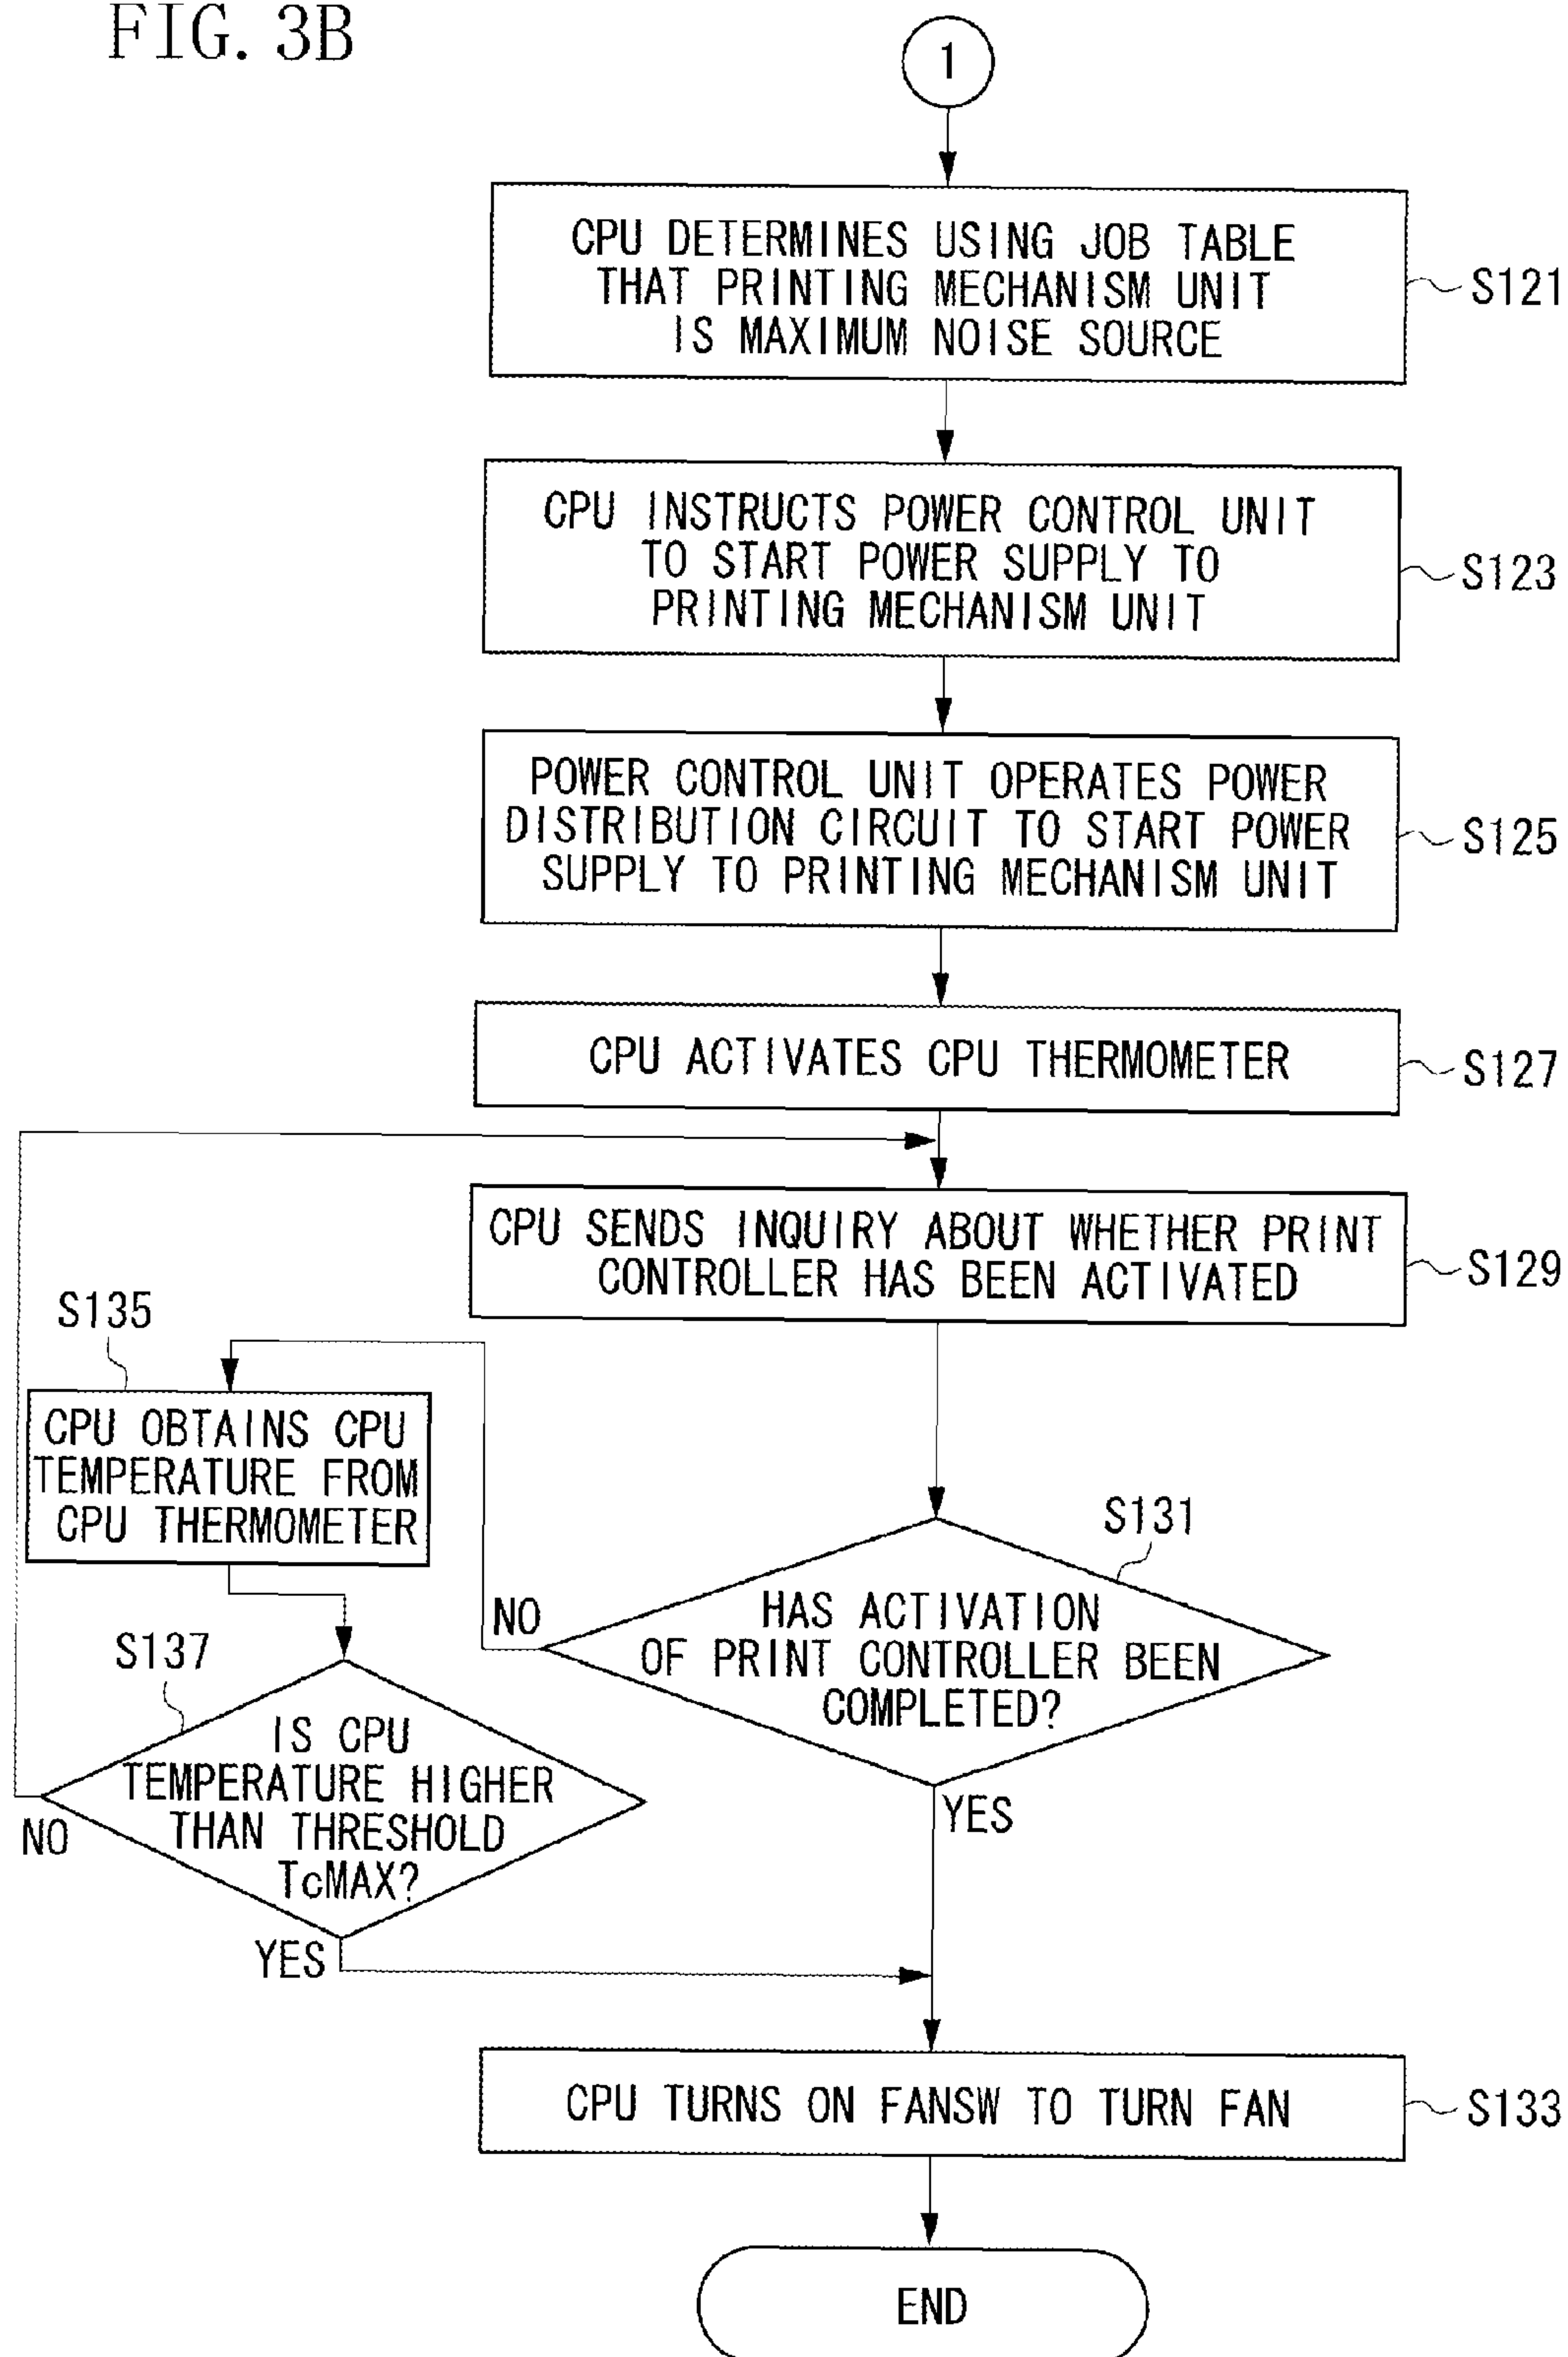 FIG. 3B
1
CPU DETERMINES USING JOB TABLE
THAT PRINTING MECHANISM UNIT
IS MAXIMUM NOISE SOURCE
S121
CPU INSTRUCTS POWER CONTROL UNIT
TO START POWER SUPPLY TO
PRINTING MECHANISM UNIT
S123
POWER CONTROL UNIT OPERATES POWER
DISTRIBUTION CIRCUIT TO START POWER
SUPPLY TO PRINTING MECHANISM UNIT
S125
CPU ACTIVATES CPU THERMOMETER
S127
CPU SENDS INQUIRY ABOUT WHETHER PRINT
CONTROLLER HAS BEEN ACTIVATED
S129
S135
CPU OBTAINS CPU
TEMPERATURE FROM
CPU THERMOMETER
S131
HAS ACTIVATION
OF PRINT CONTROLLER BEEN
COMPLETED?
NO
YES
S137
IS CPU
TEMPERATURE HIGHER
THAN THRESHOLD
TcMAX?
NO
YES
CPU TURNS ON FANSW TO TURN FAN
S133
END